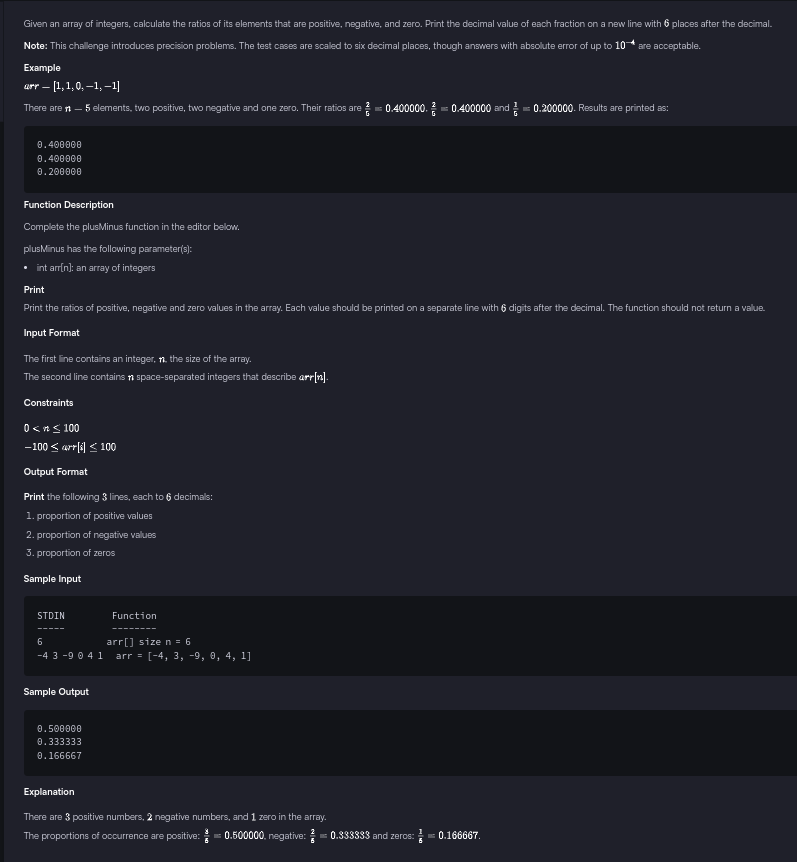 Given an array of integers, calculate the ratios of its elements that are positive, negative, and zero. Print the decimal value of each fraction on a new line with 6 places after the decimal.
Note: This challenge introduces precision problems. The test cases are scaled to six decimal places, though answers with absolute error of up to 10⁻⁴ are acceptable.
Example
arr = [1, 1, 0, −1, −1]
There are n = 5 elements, two positive, two negative and one zero. Their ratios are 2/5 = 0.400000, 2/5 = 0.400000 and 1/5 = 0.200000. Results are printed as:
0.400000
0.400000
0.200000
Function Description
Complete the plusMinus function in the editor below.
plusMinus has the following parameter(s):
• int arr[n]: an array of integers
Print
Print the ratios of positive, negative and zero values in the array. Each value should be printed on a separate line with 6 digits after the decimal. The function should not return a value.
Input Format
The first line contains an integer, n, the size of the array.
The second line contains n space-separated integers that describe arr[n].
Constraints
0 < n ≤ 100
−100 ≤ arr[i] ≤ 100
Output Format
Print the following 3 lines, each to 6 decimals:
1. proportion of positive values
2. proportion of negative values
3. proportion of zeros
Sample Input
STDIN Function
----- --------
6 arr[] size n = 6
-4 3 -9 0 4 1 arr = [-4, 3, -9, 0, 4, 1]
Sample Output
0.500000
0.333333
0.166667
Explanation
There are 3 positive numbers, 2 negative numbers, and 1 zero in the array.
The proportions of occurrence are positive: 3/6 = 0.500000, negative: 2/6 = 0.333333 and zeros: 1/6 = 0.166667.